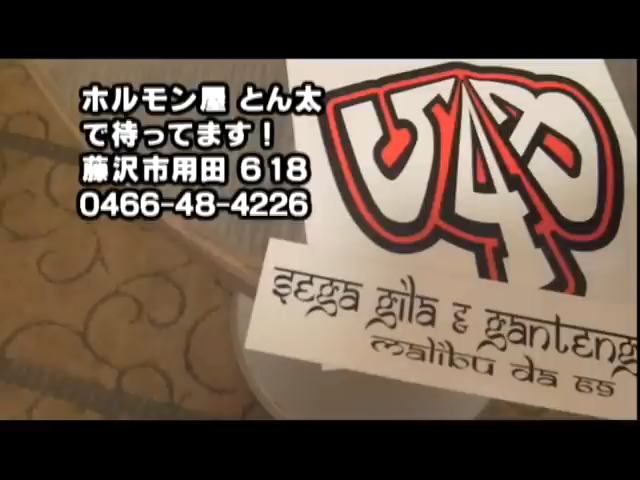 ホルモン屋 とん太
で待ってます!
藤沢市用田 618
0466-48-4226
sega gila & ganteng
malibu da 69